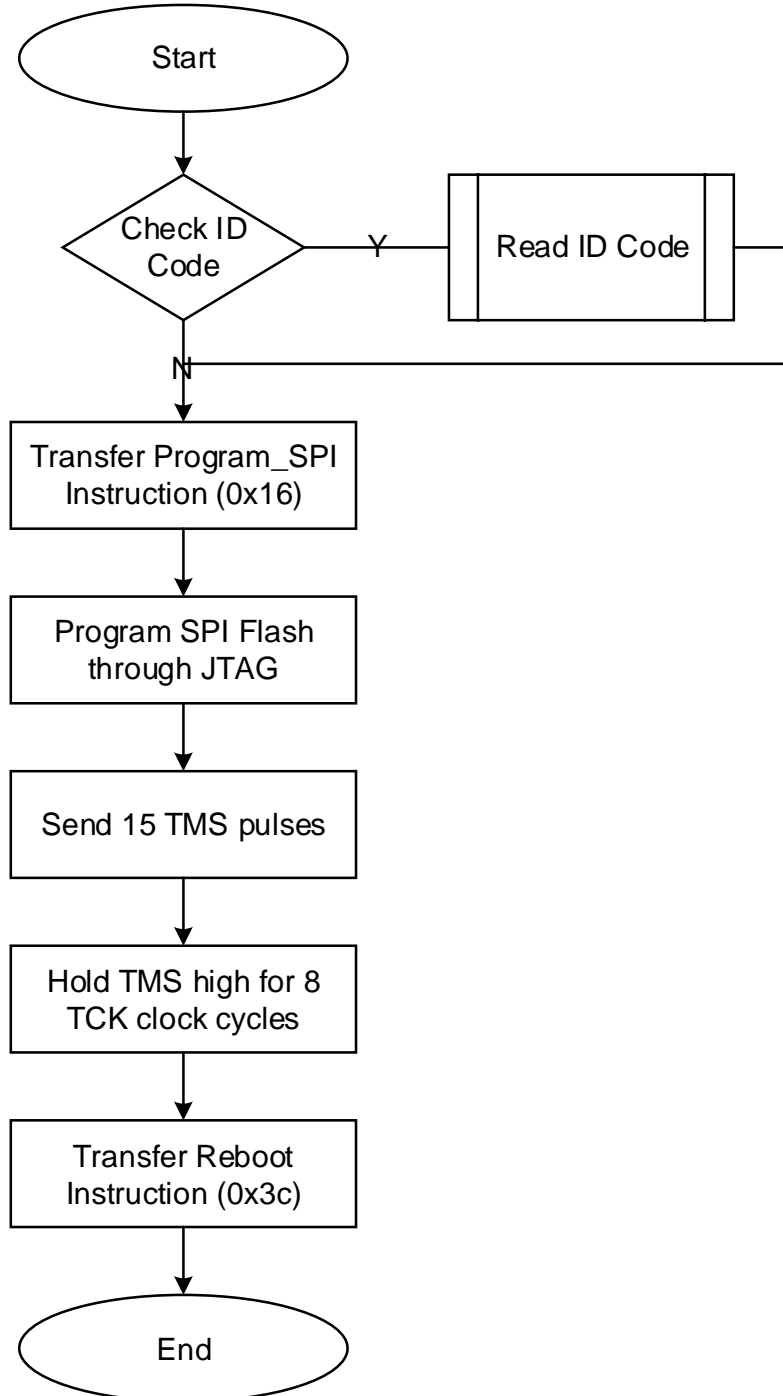 Start
Check ID
Code
Y
Read ID Code
N
Transfer Program_SPI
Instruction (0x16)
Program SPI Flash
through JTAG
Send 15 TMS pulses
Hold TMS high for 8
TCK clock cycles
Transfer Reboot
Instruction (0x3c)
End